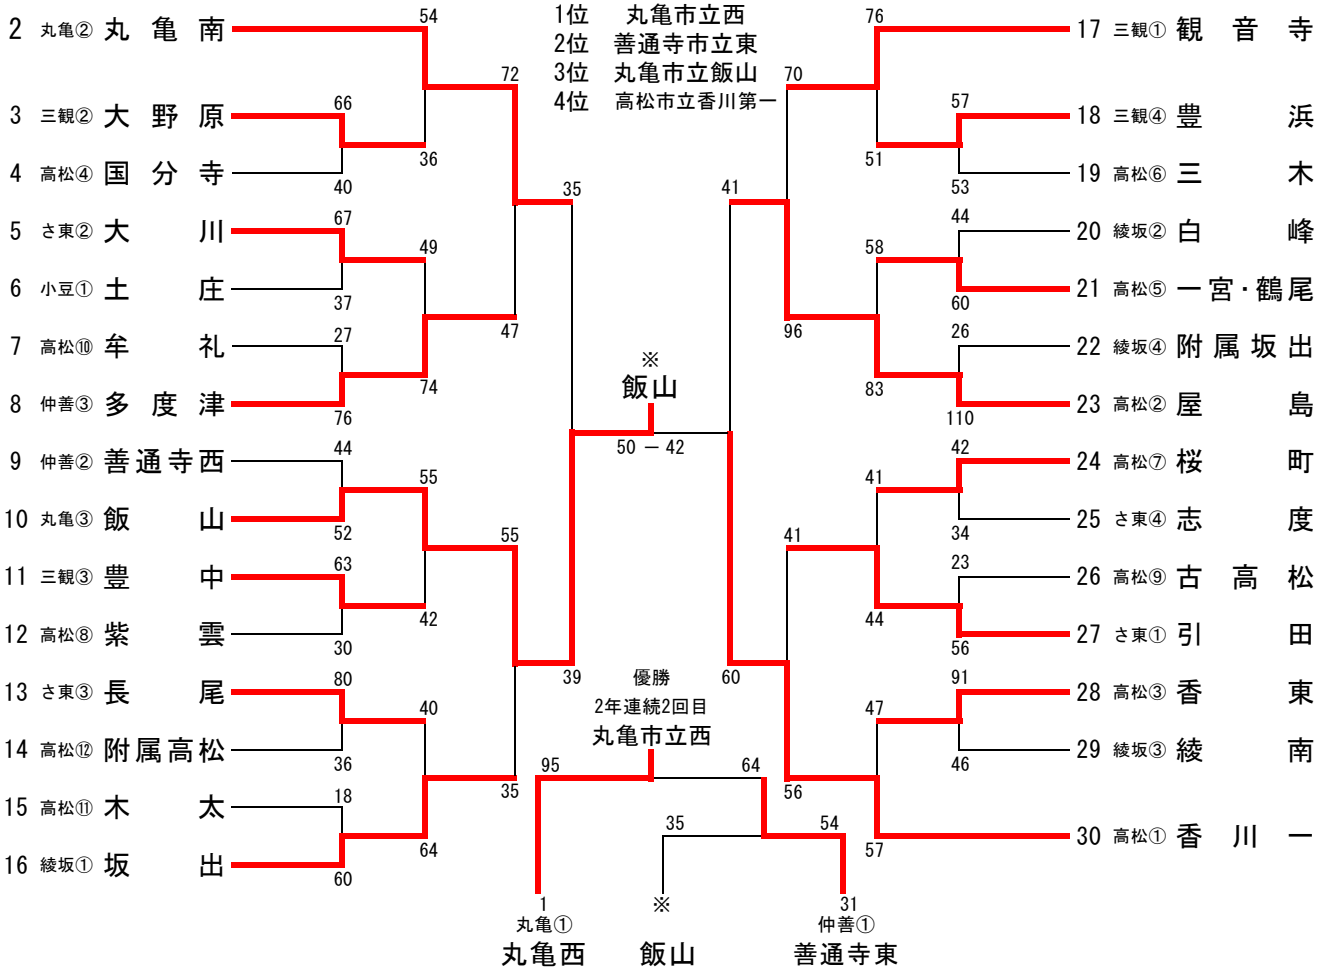 1位 丸亀市立西
2位 善通寺市立東
3位 丸亀市立飯山
4位 高松市立香川第一
2 丸亀② 丸亀南
3 三観② 大野原
4 高松④ 国分寺
5 さ東② 大川
6 小豆① 土庄
7 高松⑩ 牟礼
8 仲善③ 多度津
9 仲善② 善通寺西
10 丸亀③ 飯山
11 三観③ 豊中
12 高松⑧ 紫雲
13 さ東③ 長尾
14 高松⑫ 附属高松
15 高松⑪ 木太
16 綾坂① 坂出
54
66
36
40
67
49
37
27
74
76
44
55
52
63
42
30
80
40
36
18
64
60
72
47
55
35
35
39
※
飯山
50 － 42
41
60
70
96
41
56
76
51
58
83
41
44
47
57
57
53
44
60
26
110
42
34
23
56
91
46
17 三観① 観音寺
18 三観④ 豊浜
19 高松⑥ 三木
20 綾坂② 白峰
21 高松⑤ 一宮・鶴尾
22 綾坂④ 附属坂出
23 高松② 屋島
24 高松⑦ 桜町
25 さ東④ 志度
26 高松⑨ 古高松
27 さ東① 引田
28 高松③ 香東
29 綾坂③ 綾南
30 高松① 香川一
優勝
2年連続2回目
丸亀市立西
95 64
35 54
1 ※ 31
丸亀① 仲善①
丸亀西 飯山 善通寺東